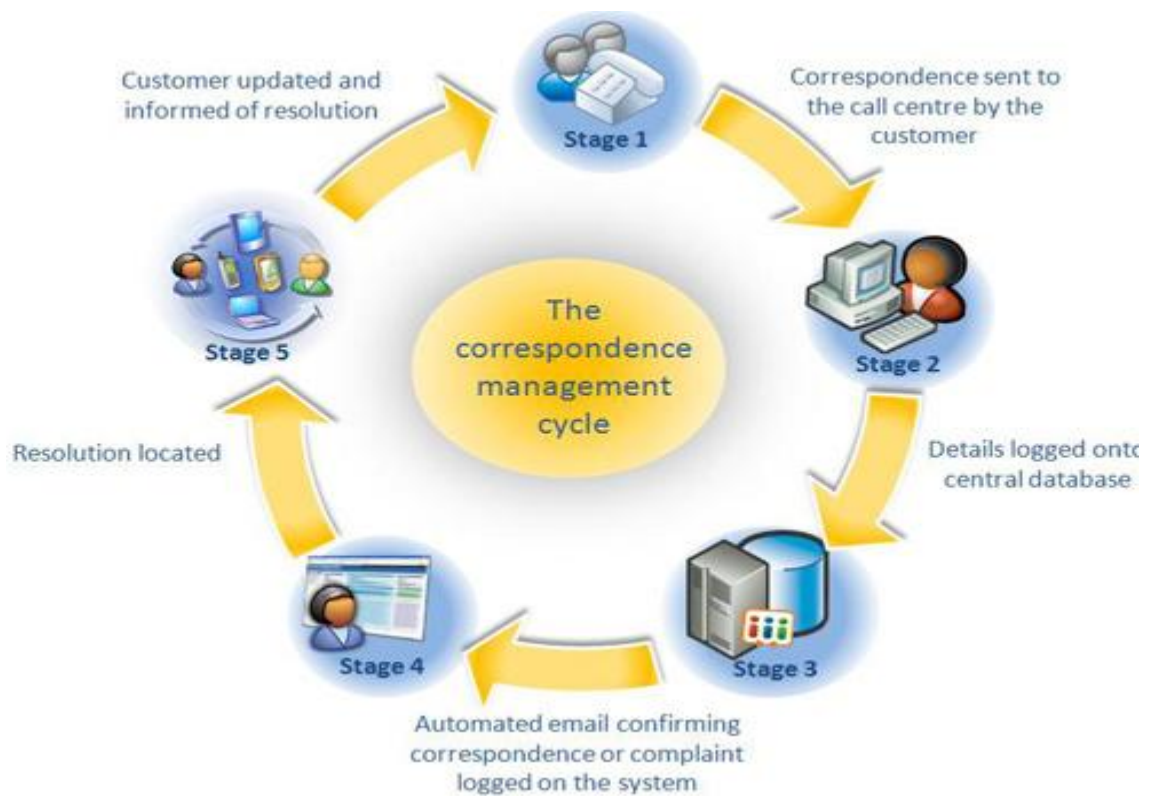 Stage 1
Correspondence sent to
the call centre by the
customer
Stage 2
Details logged onto
central database
Stage 3
Automated email confirming
correspondence or complaint
logged on the system
Stage 4
Resolution located
Stage 5
Customer updated and
informed of resolution
The
correspondence
management
cycle